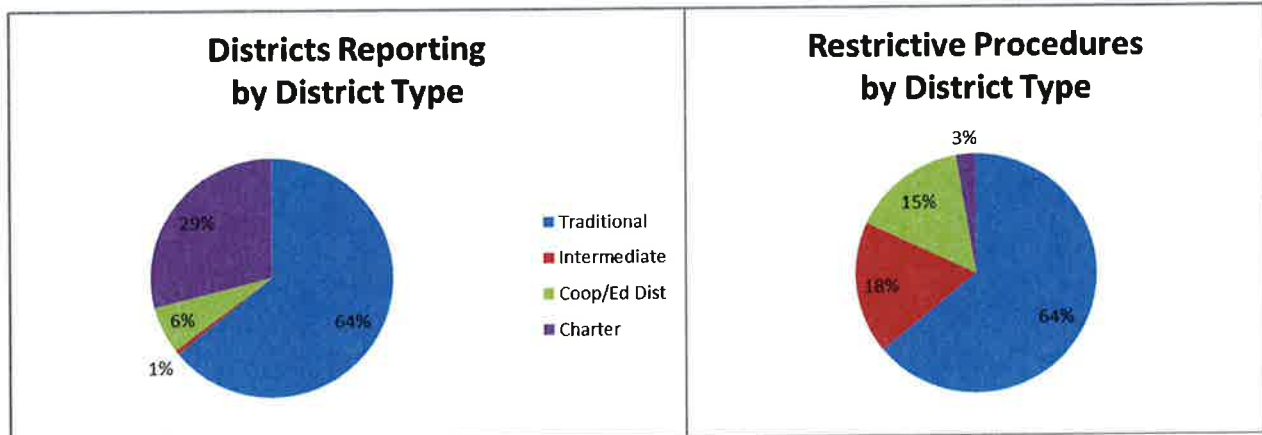 Districts Reporting
by District Type
29%
6%
1%
64%
Traditional
Intermediate
Coop/Ed Dist
Charter
Restrictive Procedures
by District Type
3%
15%
18%
64%